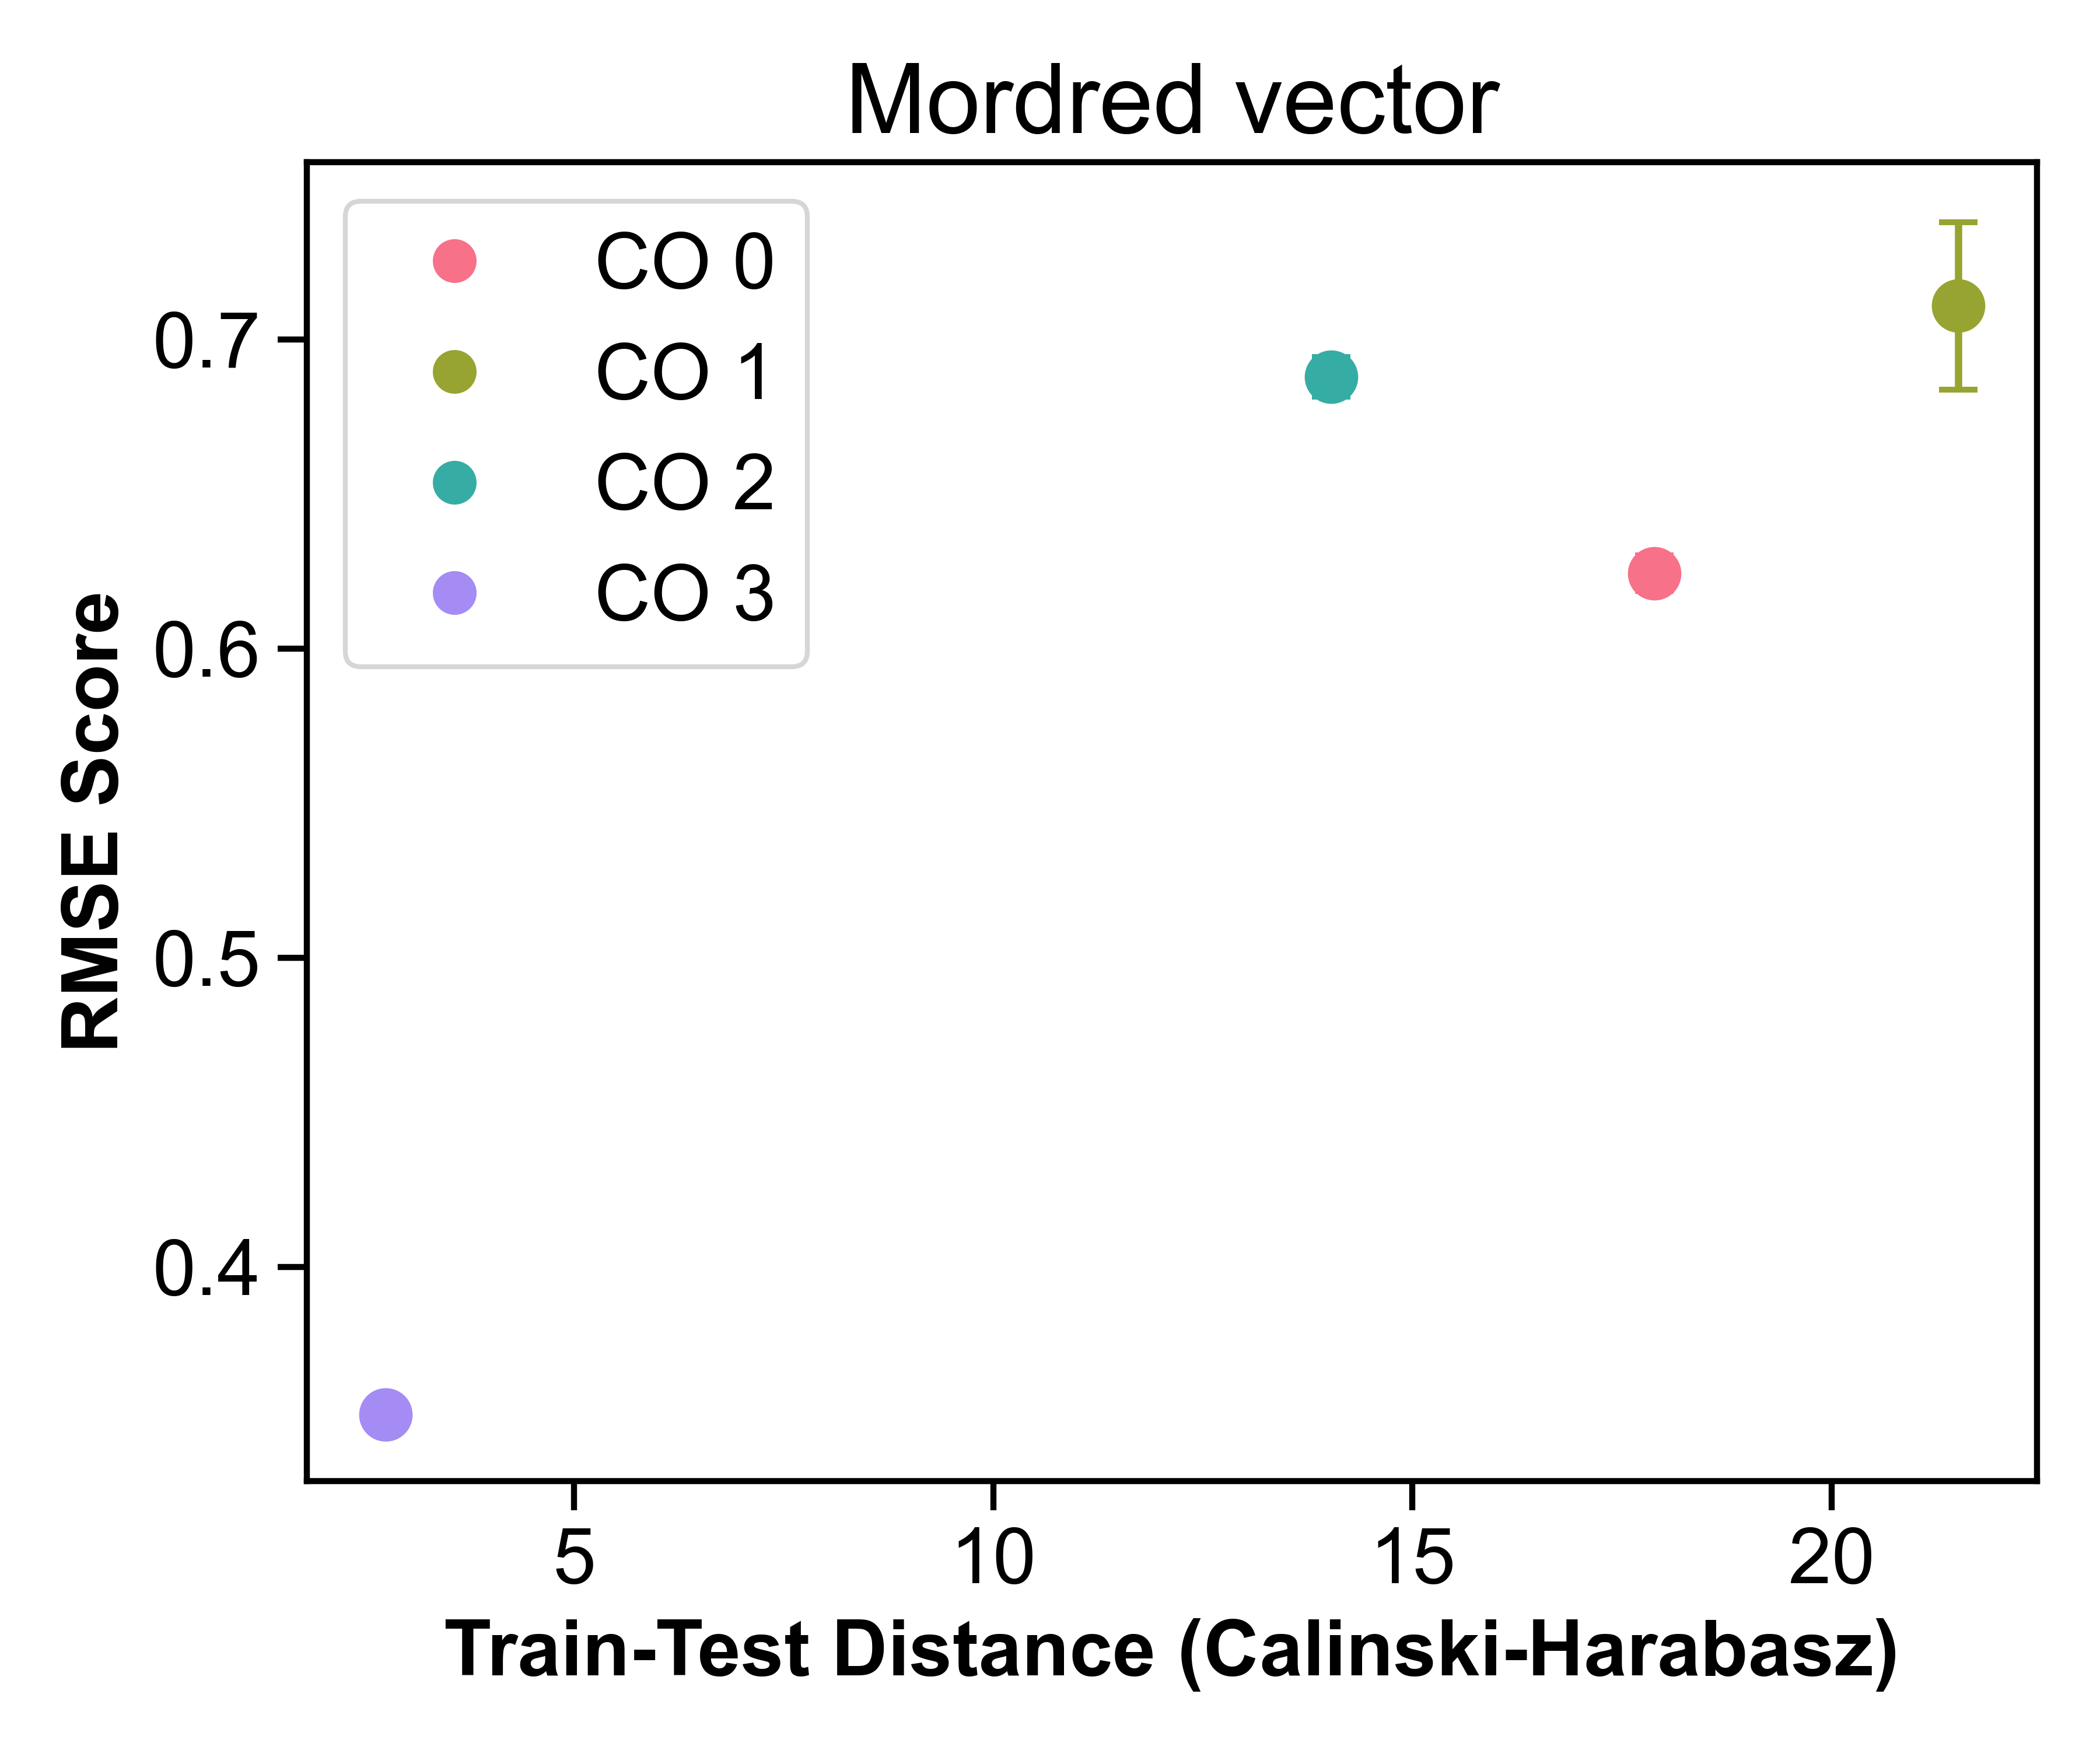 Mordred vector
CO 0
CO 1
CO 2
CO 3
RMSE Score
0.7
0.6
0.5
0.4
5 10 15 20
Train-Test Distance (Calinski-Harabasz)